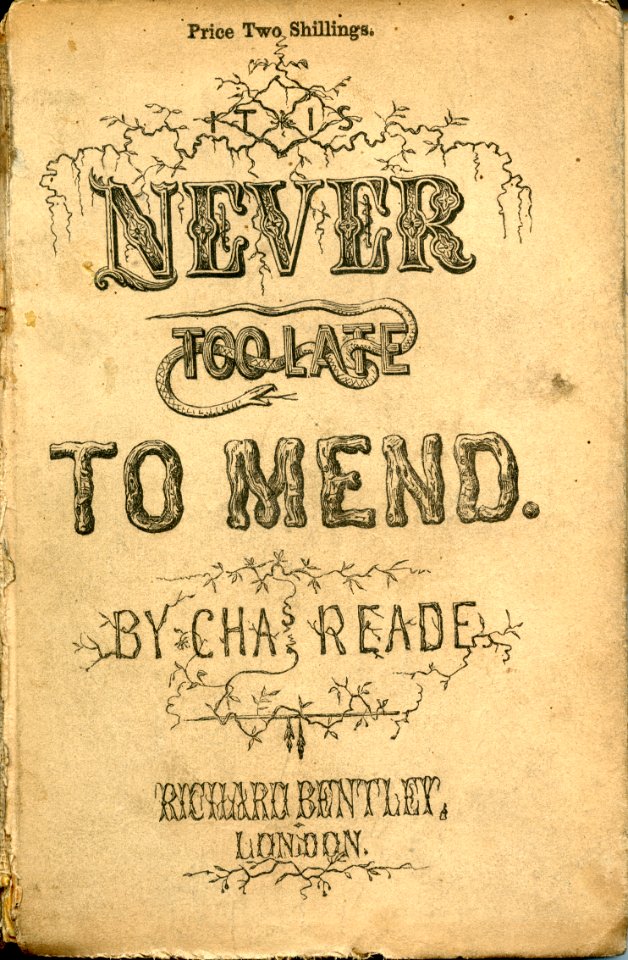 Price Two Shillings.
IT IS
NEVER
TOO LATE
TO MEND.
BY CHAS READE
RICHARD BENTLEY,
LONDON.